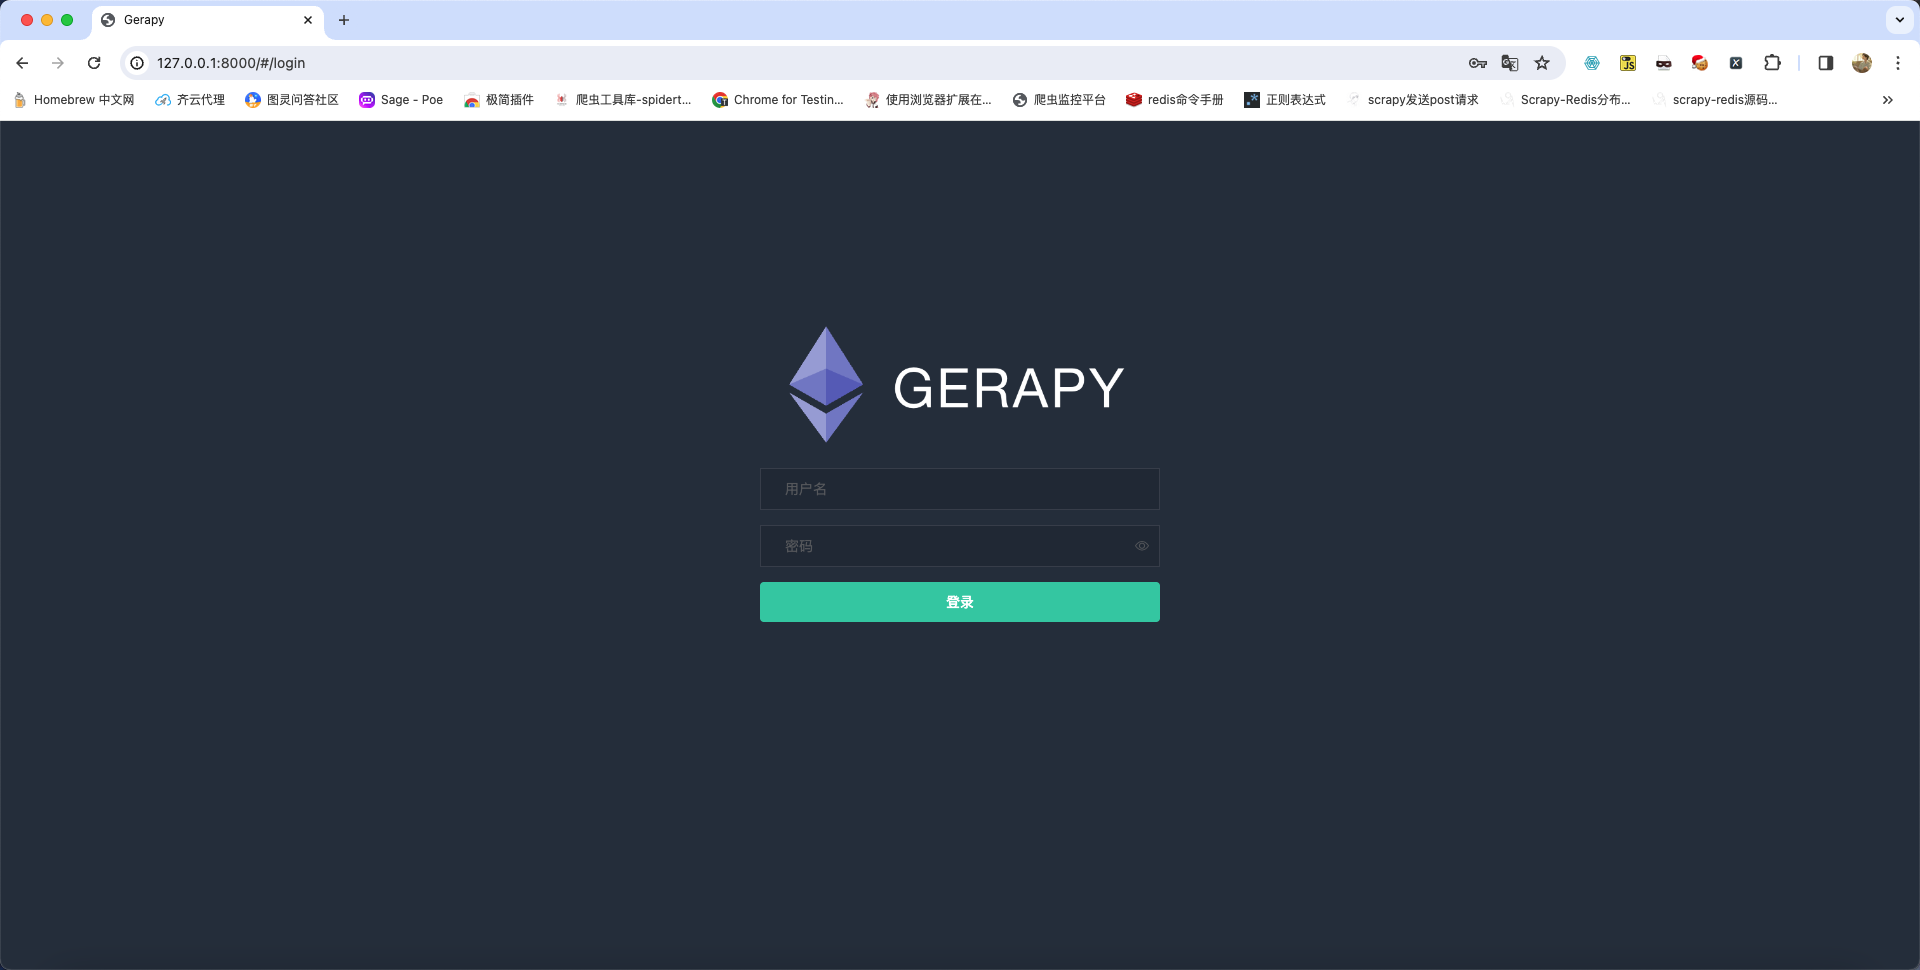 Gerapy
127.0.0.1:8000/#/login
Homebrew 中文网 齐云代理 图灵问答社区 Sage - Poe 极简插件 爬虫工具库-spidert... Chrome for Testin... 使用浏览器扩展在... 爬虫监控平台 redis命令手册 正则表达式 scrapy发送post请求 Scrapy-Redis分布... scrapy-redis源码...
GERAPY
用户名
密码
登录